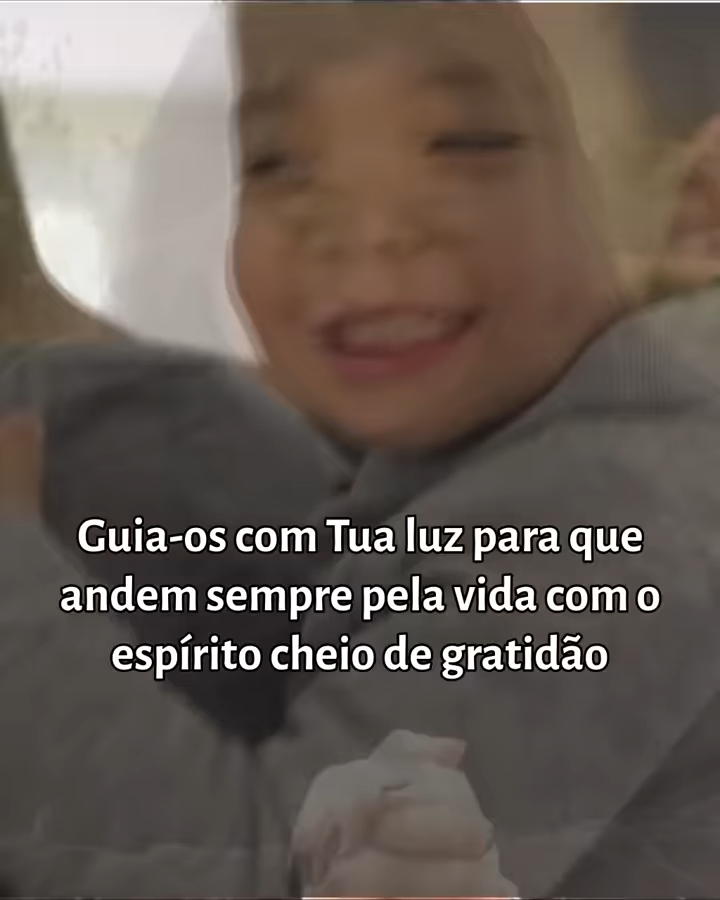 Guia-os com Tua luz para que
andem sempre pela vida com o
espírito cheio de gratidão